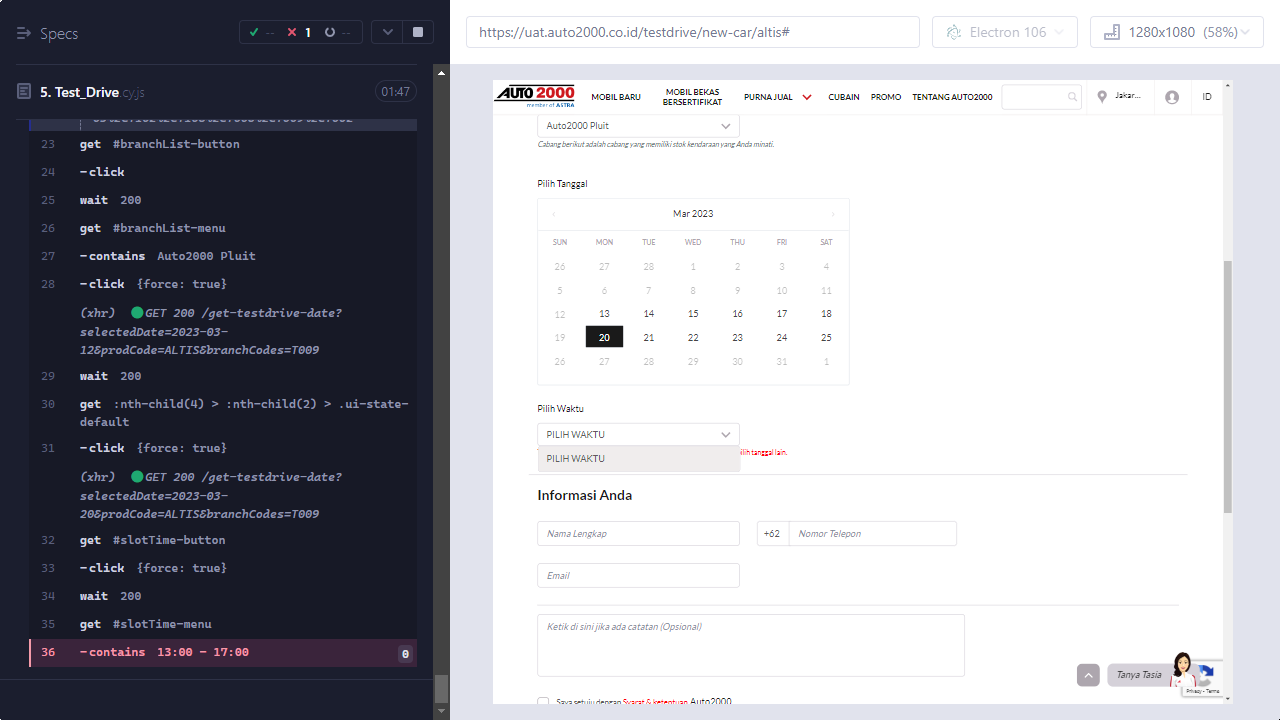 Specs
-- 1 --
https://uat.auto2000.co.id/testdrive/new-car/altis#
Electron 106
1280x1080 (58%)
5. Test_Drive.cy.js 01:47
23 get #branchList-button
24 -click
25 wait 200
26 get #branchList-menu
27 -contains Auto2000 Pluit
28 -click {force: true}
(xhr) GET 200 /get-testdrive-date?
selectedDate=2023-03-
12&prodCode=ALTIS&branchCodes=T009
29 wait 200
30 get :nth-child(4) > :nth-child(2) > .ui-state-
default
31 -click {force: true}
(xhr) GET 200 /get-testdrive-date?
selectedDate=2023-03-
20&prodCode=ALTIS&branchCodes=T009
32 get #slotTime-button
33 -click {force: true}
34 wait 200
35 get #slotTime-menu
36 -contains 13:00 - 17:00 0
AUTO 2000
member of ASTRA
MOBIL BARU
MOBIL BEKAS
BERSERTIFIKAT
PURNA JUAL
CUBAIN
PROMO
TENTANG AUTO2000
Jakar...
ID
Auto2000 Pluit
Cabang berikut adalah cabang yang memiliki stok kendaraan yang Anda minati.
Pilih Tanggal
‹ Mar 2023 ›
SUN MON TUE WED THU FRI SAT
26 27 28 1 2 3 4
5 6 7 8 9 10 11
12 13 14 15 16 17 18
19 20 21 22 23 24 25
26 27 28 29 30 31 1
Pilih Waktu
PILIH WAKTU
PILIH WAKTU
ilih tanggal lain.
Informasi Anda
Nama Lengkap
+62 Nomor Telepon
Email
Ketik di sini jika ada catatan (Opsional)
Tanya Tasia
Privacy - Terms
Saya setuju dengan Syarat & ketentuan Auto2000